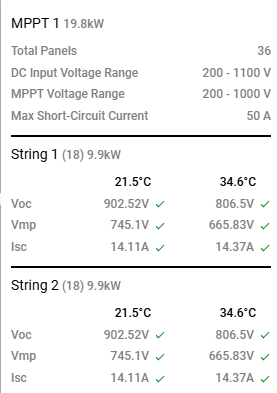 MPPT 1 19.8kW
Total Panels 36
DC Input Voltage Range 200 - 1100 V
MPPT Voltage Range 200 - 1000 V
Max Short-Circuit Current 50 A
String 1 (18) 9.9kW
21.5°C 34.6°C
Voc 902.52V ✓ 806.5V ✓
Vmp 745.1V ✓ 665.83V ✓
Isc 14.11A ✓ 14.37A ✓
String 2 (18) 9.9kW
21.5°C 34.6°C
Voc 902.52V ✓ 806.5V ✓
Vmp 745.1V ✓ 665.83V ✓
Isc 14.11A ✓ 14.37A ✓